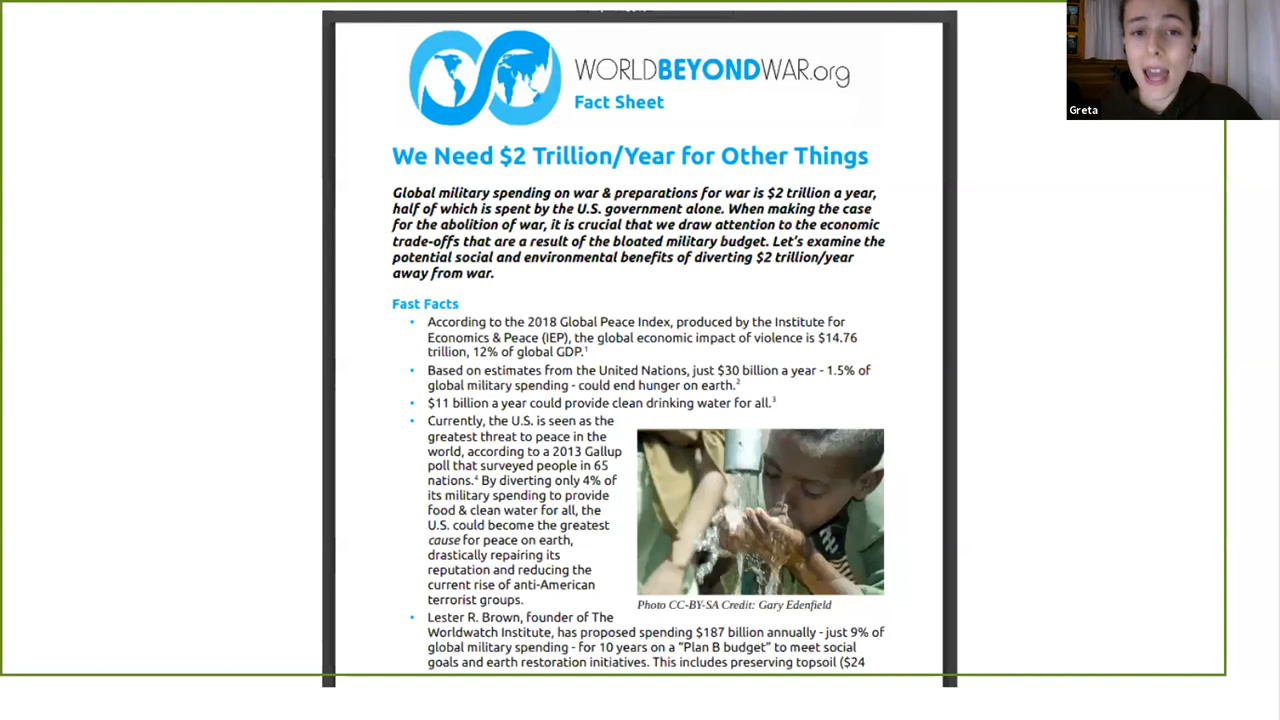 WORLDBEYONDWAR.org
Fact Sheet
Greta
We Need $2 Trillion/Year for Other Things
Global military spending on war & preparations for war is $2 trillion a year,
half of which is spent by the U.S. government alone. When making the case
for the abolition of war, it is crucial that we draw attention to the economic
trade-offs that are a result of the bloated military budget. Let's examine the
potential social and environmental benefits of diverting $2 trillion/year
away from war.
Fast Facts
• According to the 2018 Global Peace Index, produced by the Institute for
Economics & Peace (IEP), the global economic impact of violence is $14.76
trillion, 12% of global GDP.¹
• Based on estimates from the United Nations, just $30 billion a year - 1.5% of
global military spending - could end hunger on earth.²
• $11 billion a year could provide clean drinking water for all.³
• Currently, the U.S. is seen as the
greatest threat to peace in the
world, according to a 2013 Gallup
poll that surveyed people in 65
nations.⁴ By diverting only 4% of
its military spending to provide
food & clean water for all, the
U.S. could become the greatest
cause for peace on earth,
drastically repairing its
reputation and reducing the
current rise of anti-American
terrorist groups.
Photo CC-BY-SA Credit: Gary Edenfield
• Lester R. Brown, founder of The
Worldwatch Institute, has proposed spending $187 billion annually - just 9% of
global military spending - for 10 years on a “Plan B budget” to meet social
goals and earth restoration initiatives. This includes preserving topsoil ($24